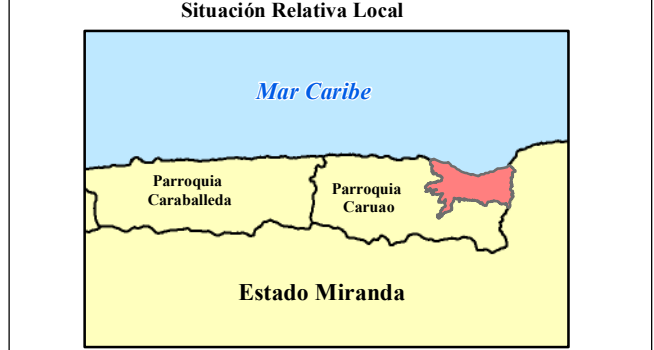 Situación Relativa Local
Mar Caribe
Parroquia
Caraballeda
Parroquia
Caruao
Estado Miranda